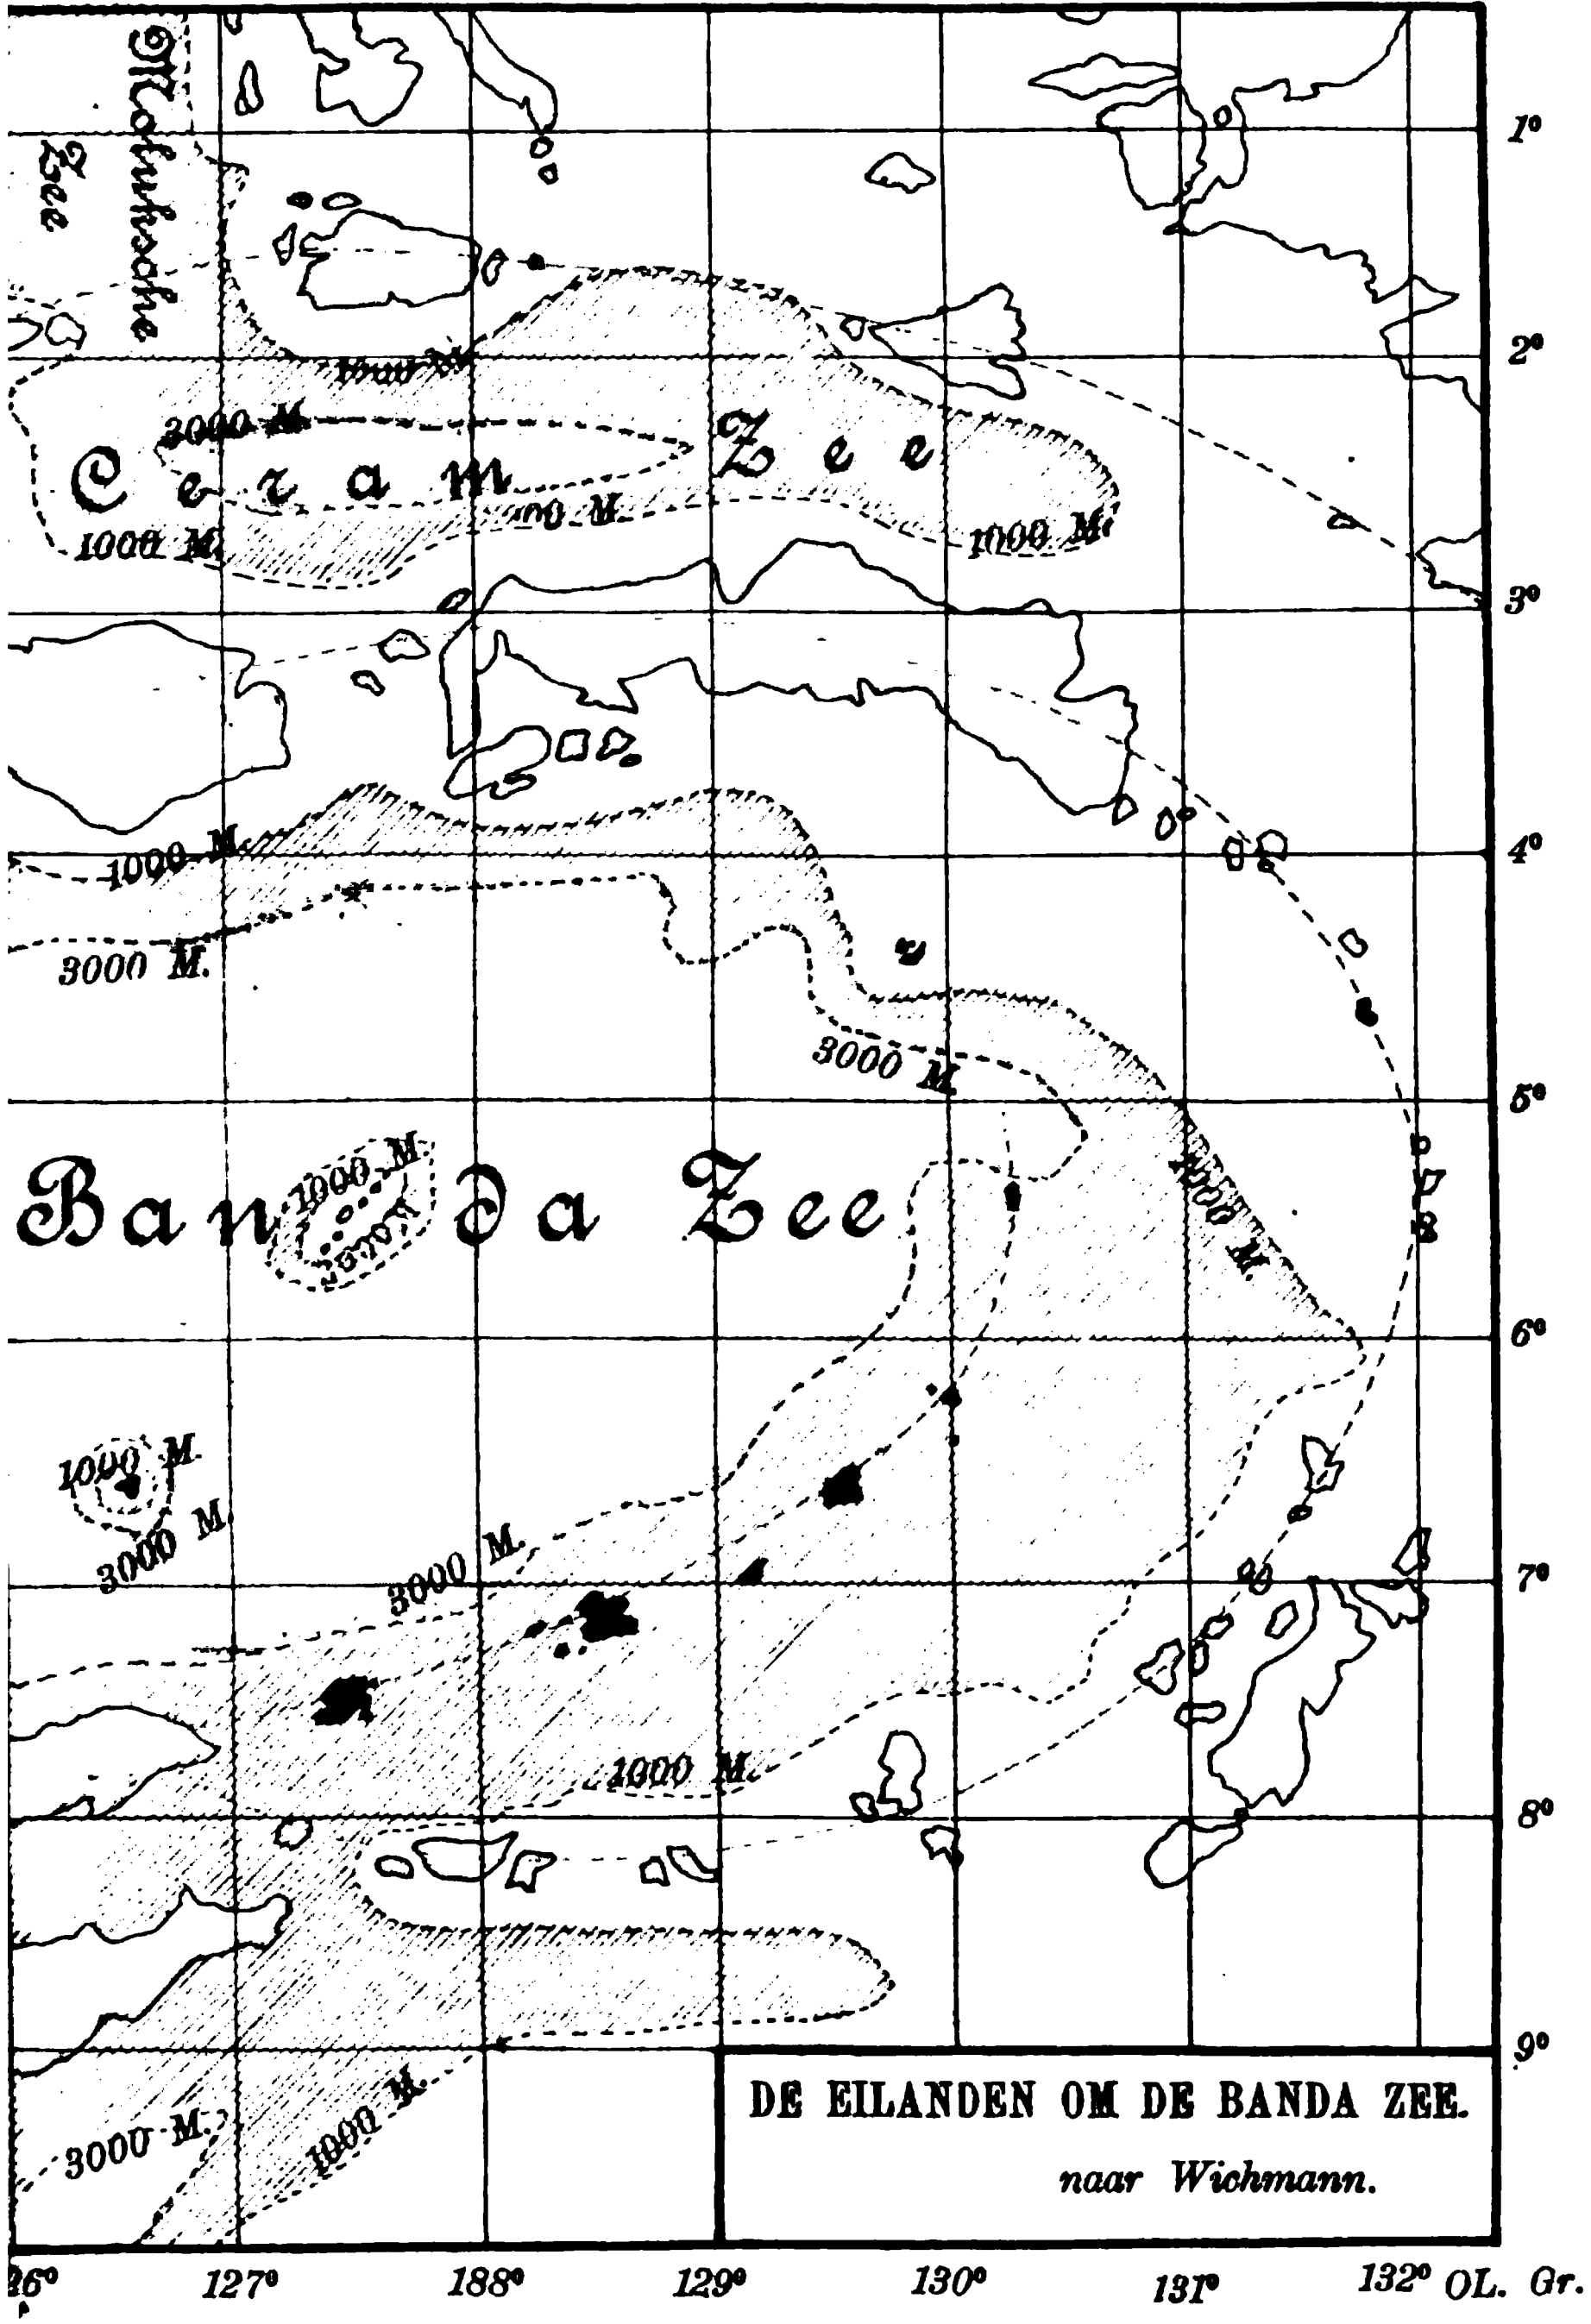 Moluksche
Zee
1°
2°
3000 M.
Ceram Zee
1000 M.
1000 M.
3°
1000 M.
4°
3000 M.
3000 M.
5°
1000 M.
Banda Zee
1000 M.
6°
1000 M.
3000 M.
3000 M.
7°
1000 M.
8°
9°
3000 M.
1000 M.
DE EILANDEN OM DE BANDA ZEE.
naar Wichmann.
26° 127° 188° 129° 130° 131° 132° OL. Gr.